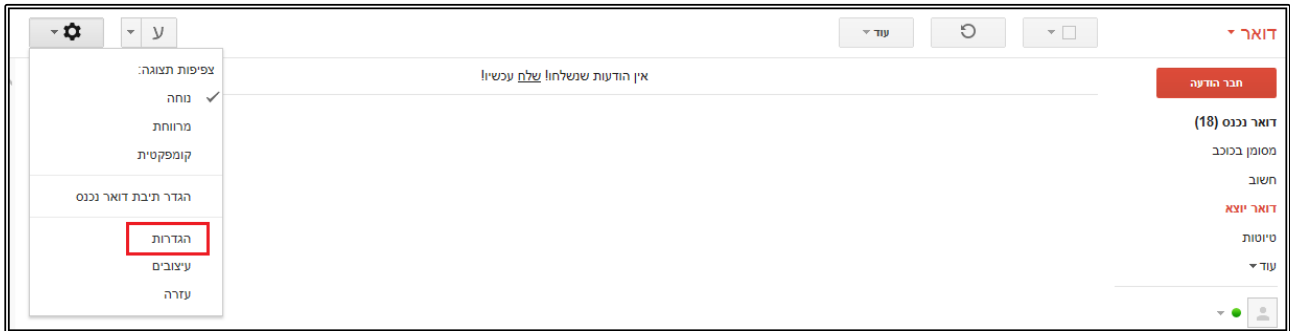 דואר
עוד
ע
חבר הודעה
דואר נכנס (18)
מסומן בכוכב
חשוב
דואר יוצא
טיוטות
עוד
אין הודעות שנשלחו! שלח עכשיו!
צפיפות תצוגה:
נוחה
מרווחת
קומפקטית
הגדר תיבת דואר נכנס
הגדרות
עיצובים
עזרה